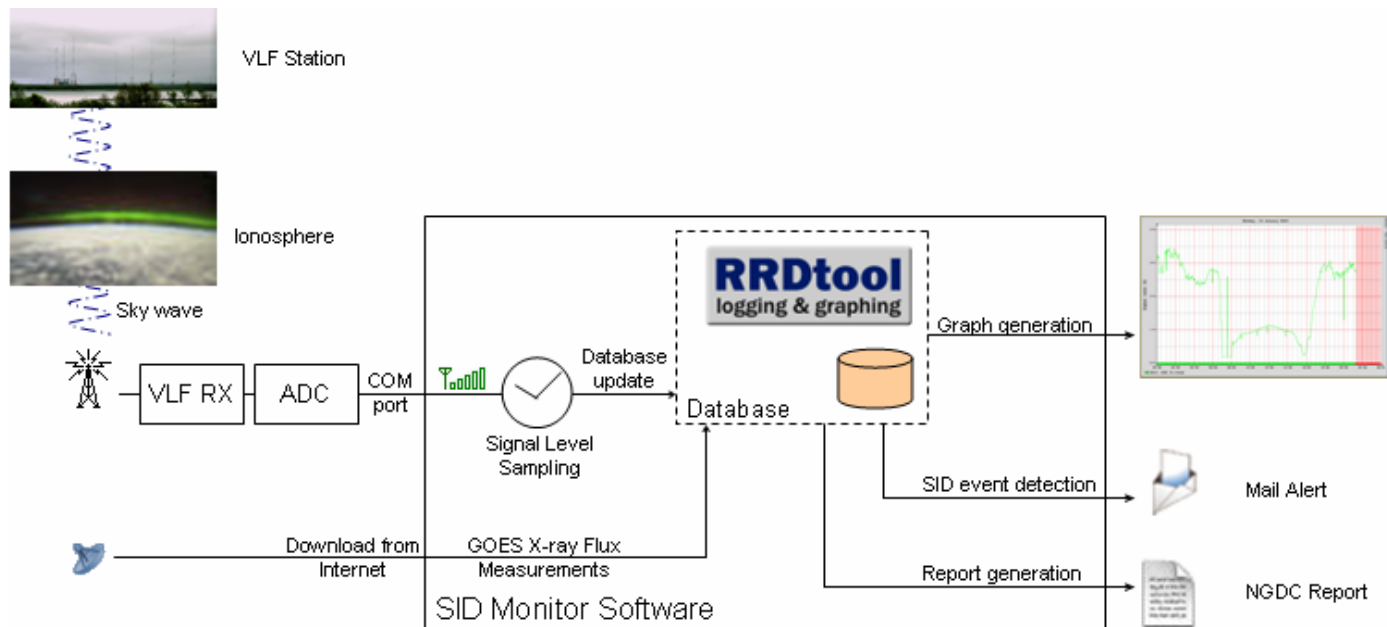 VLF Station
Ionosphere
Sky wave
RRDtool
logging & graphing
Graph generation
Database
update
COM
port
VLF RX
ADC
Database
Signal Level
Sampling
SID event detection
Mail Alert
Download from
Internet
GOES X-ray Flux
Measurements
Report generation
NGDC Report
SID Monitor Software